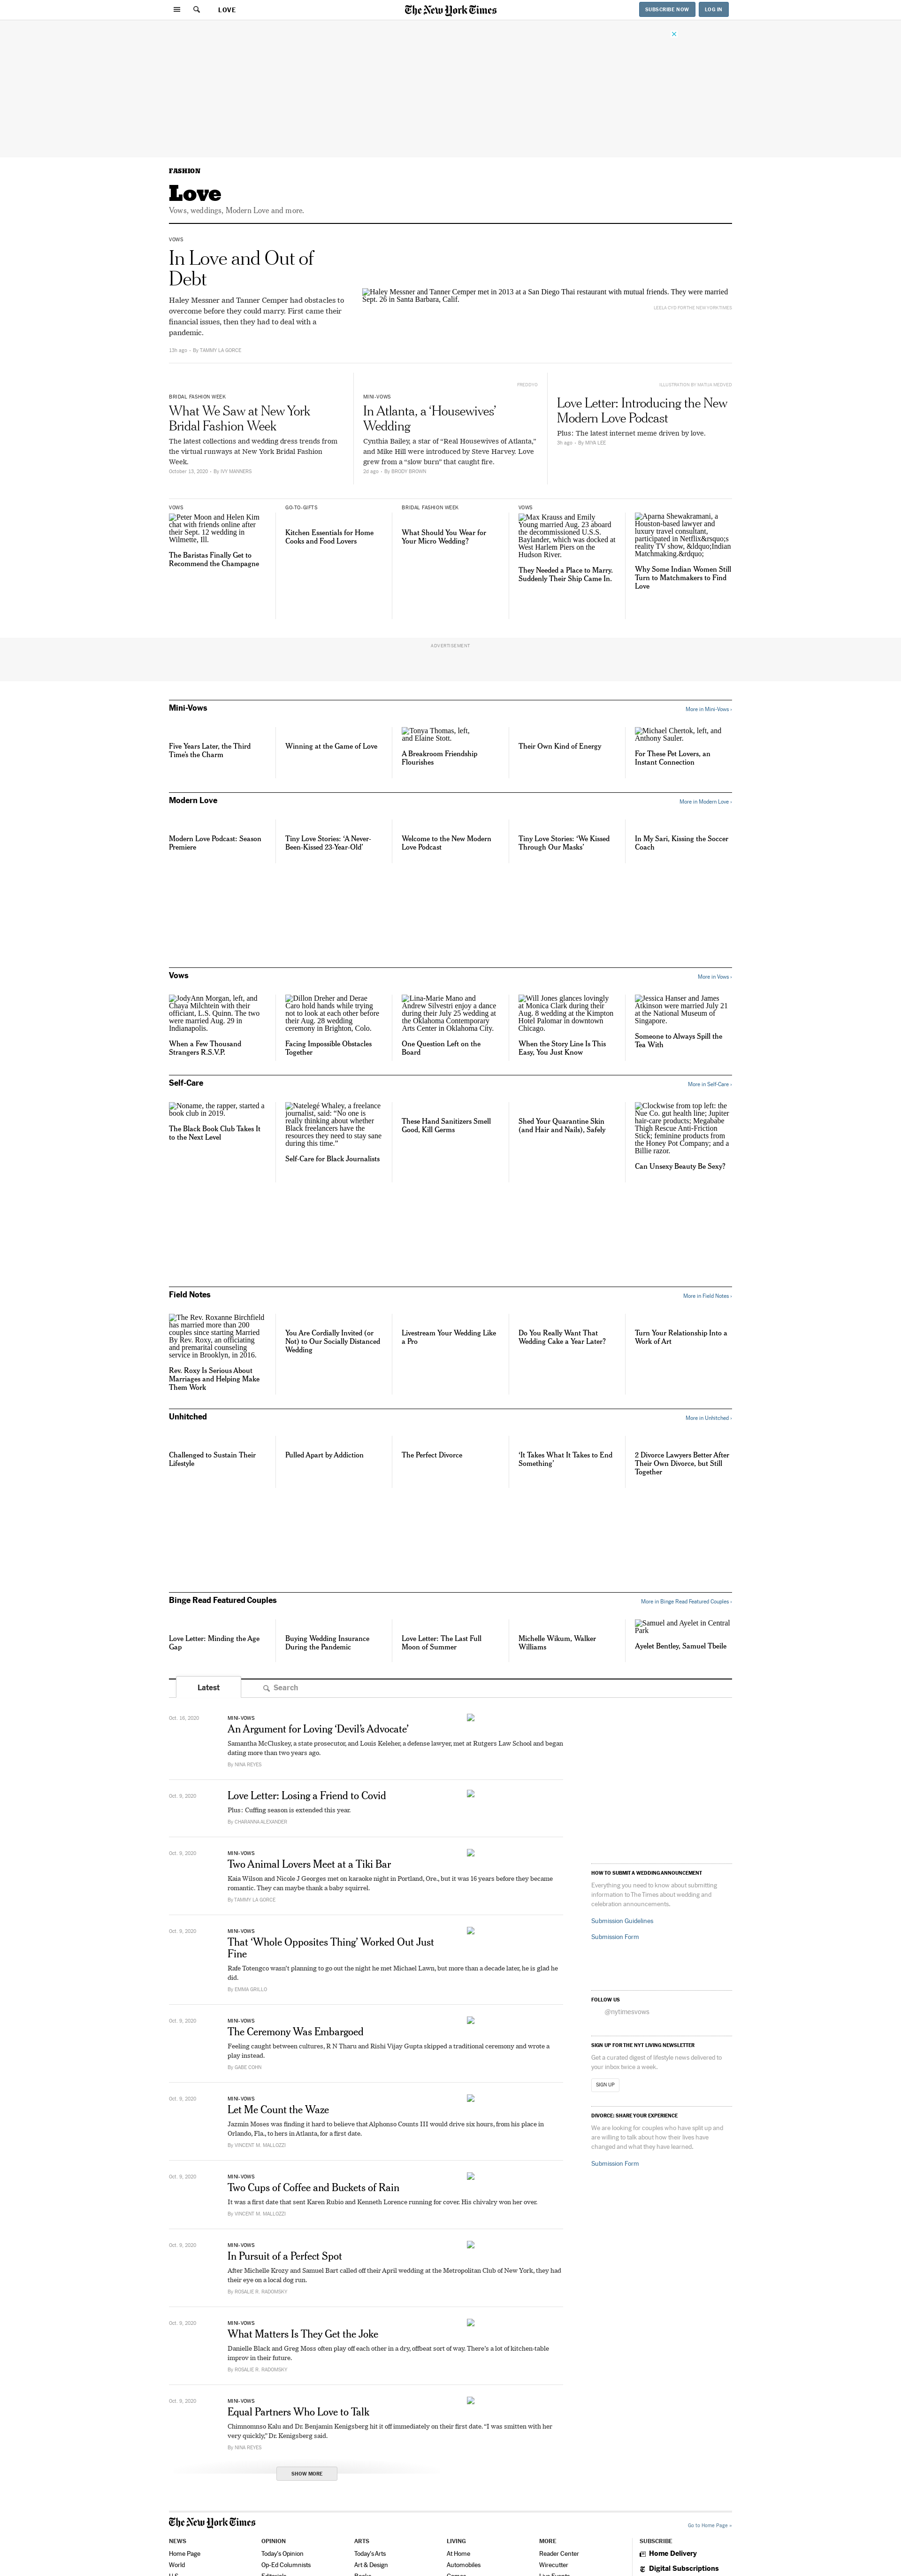 LOVE
The New York Times
SUBSCRIBE NOW
LOG IN
FASHION
Love
Vows, weddings, Modern Love and more.
VOWS
In Love and Out of
Debt
Haley Messner and Tanner Cemper had obstacles to
overcome before they could marry. First came their
financial issues, then they had to deal with a
pandemic.
13h ago · By TAMMY LA GORCE
Haley Messner and Tanner Cemper met in 2013 at a San Diego Thai restaurant with mutual friends. They were married
Sept. 26 in Santa Barbara, Calif.
LEELA CYD FOR THE NEW YORK TIMES
BRIDAL FASHION WEEK
What We Saw at New York
Bridal Fashion Week
The latest collections and wedding dress trends from
the virtual runways at New York Bridal Fashion
Week.
October 13, 2020 · By IVY MANNERS
PREDEYO
MINI-VOWS
In Atlanta, a ‘Housewives’
Wedding
Cynthia Bailey, a star of “Real Housewives of Atlanta,”
and Mike Hill were introduced by Steve Harvey. Love
grew from a “slow burn” that caught fire.
2d ago · By BRODY BROWN
ILLUSTRATION BY MATIJA MEDVED
Love Letter: Introducing the New
Modern Love Podcast
Plus: The latest internet meme driven by love.
3h ago · By MIYA LEE
VOWS
Peter Moon and Helen Kim
chat with friends online after
their Sept. 12 wedding in
Wilmette, Ill.
The Baristas Finally Get to
Recommend the Champagne
GO-TO-GIFTS
Kitchen Essentials for Home
Cooks and Food Lovers
BRIDAL FASHION WEEK
What Should You Wear for
Your Micro Wedding?
VOWS
Max Krauss and Emily
Young married Aug. 23 aboard
the decommissioned U.S.S.
Baylander, which was docked at
West Harlem Piers on the
Hudson River.
They Needed a Place to Marry.
Suddenly Their Ship Came In.
Aparna Shewakramani, a
Houston-based lawyer and
luxury travel consultant,
participated in Netflix&rsquo;s
reality TV show, &ldquo;Indian
Matchmaking.&rdquo;
Why Some Indian Women Still
Turn to Matchmakers to Find
Love
ADVERTISEMENT
Mini-Vows
More in Mini-Vows ›
Five Years Later, the Third
Time’s the Charm
Winning at the Game of Love
Tonya Thomas, left,
and Elaine Stott.
A Breakroom Friendship
Flourishes
Their Own Kind of Energy
Michael Chertok, left, and
Anthony Sauler.
For These Pet Lovers, an
Instant Connection
Modern Love
More in Modern Love ›
Modern Love Podcast: Season
Premiere
Tiny Love Stories: ‘A Never-
Been-Kissed 23-Year-Old’
Welcome to the New Modern
Love Podcast
Tiny Love Stories: ‘We Kissed
Through Our Masks’
In My Sari, Kissing the Soccer
Coach
Vows
More in Vows ›
JodyAnn Morgan, left, and
Chaya Milchtein with their
officiant, L.S. Quinn. The two
were married Aug. 29 in
Indianapolis.
When a Few Thousand
Strangers R.S.V.P.
Dillon Dreher and Derae
Caro hold hands while trying
not to look at each other before
their Aug. 28 wedding
ceremony in Brighton, Colo.
Facing Impossible Obstacles
Together
Lina-Marie Mano and
Andrew Silvestri enjoy a dance
during their July 25 wedding at
the Oklahoma Contemporary
Arts Center in Oklahoma City.
One Question Left on the
Board
Will Jones glances lovingly
at Monica Clark during their
Aug. 8 wedding at the Kimpton
Hotel Palomar in downtown
Chicago.
When the Story Line Is This
Easy, You Just Know
Jessica Hanser and James
Atkinson were married July 21
at the National Museum of
Singapore.
Someone to Always Spill the
Tea With
Self-Care
More in Self-Care ›
Noname, the rapper, started a
book club in 2019.
The Black Book Club Takes It
to the Next Level
Natelegé Whaley, a freelance
journalist, said: “No one is
really thinking about whether
Black freelancers have the
resources they need to stay sane
during this time.”
Self-Care for Black Journalists
These Hand Sanitizers Smell
Good, Kill Germs
Shed Your Quarantine Skin
(and Hair and Nails), Safely
Clockwise from top left: the
Nue Co. gut health line; Jupiter
hair-care products; Megababe
Thigh Rescue Anti-Friction
Stick; feminine products from
the Honey Pot Company; and a
Billie razor.
Can Unsexy Beauty Be Sexy?
Field Notes
More in Field Notes ›
The Rev. Roxanne Birchfield
has married more than 200
couples since starting Married
By Rev. Roxy, an officiating
and premarital counseling
service in Brooklyn, in 2016.
Rev. Roxy Is Serious About
Marriages and Helping Make
Them Work
You Are Cordially Invited (or
Not) to Our Socially Distanced
Wedding
Livestream Your Wedding Like
a Pro
Do You Really Want That
Wedding Cake a Year Later?
Turn Your Relationship Into a
Work of Art
Unhitched
More in Unhitched ›
Challenged to Sustain Their
Lifestyle
Pulled Apart by Addiction
The Perfect Divorce
‘It Takes What It Takes to End
Something’
2 Divorce Lawyers Better After
Their Own Divorce, but Still
Together
Binge Read Featured Couples
More in Binge Read Featured Couples ›
Love Letter: Minding the Age
Gap
Buying Wedding Insurance
During the Pandemic
Love Letter: The Last Full
Moon of Summer
Michelle Wikum, Walker
Williams
Samuel and Ayelet in Central
Park
Ayelet Bentley, Samuel Tbeile
Latest
Search
Oct. 16, 2020
MINI-VOWS
An Argument for Loving ‘Devil’s Advocate’
Samantha McCluskey, a state prosecutor, and Louis Keleher, a defense lawyer, met at Rutgers Law School and began
dating more than two years ago.
By NINA REYES
Oct. 9, 2020
Love Letter: Losing a Friend to Covid
Plus: Cuffing season is extended this year.
By CHARANNA ALEXANDER
Oct. 9, 2020
MINI-VOWS
Two Animal Lovers Meet at a Tiki Bar
Kaia Wilson and Nicole J Georges met on karaoke night in Portland, Ore., but it was 16 years before they became
romantic. They can maybe thank a baby squirrel.
By TAMMY LA GORCE
Oct. 9, 2020
MINI-VOWS
That ‘Whole Opposites Thing’ Worked Out Just
Fine
Rafe Totengco wasn’t planning to go out the night he met Michael Lawn, but more than a decade later, he is glad he
did.
By EMMA GRILLO
Oct. 9, 2020
MINI-VOWS
The Ceremony Was Embargoed
Feeling caught between cultures, R N Tharu and Rishi Vijay Gupta skipped a traditional ceremony and wrote a
play instead.
By GABE COHN
Oct. 9, 2020
MINI-VOWS
Let Me Count the Waze
Jazmin Moses was finding it hard to believe that Alphonso Counts III would drive six hours, from his place in
Orlando, Fla., to hers in Atlanta, for a first date.
By VINCENT M. MALLOZZI
Oct. 9, 2020
MINI-VOWS
Two Cups of Coffee and Buckets of Rain
It was a first date that sent Karen Rubio and Kenneth Lorence running for cover. His chivalry won her over.
By VINCENT M. MALLOZZI
Oct. 9, 2020
MINI-VOWS
In Pursuit of a Perfect Spot
After Michelle Krozy and Samuel Bart called off their April wedding at the Metropolitan Club of New York, they had
their eye on a local dog run.
By ROSALIE R. RADOMSKY
Oct. 9, 2020
MINI-VOWS
What Matters Is They Get the Joke
Danielle Black and Greg Moss often play off each other in a dry, offbeat sort of way. There’s a lot of kitchen-table
improv in their future.
By ROSALIE R. RADOMSKY
Oct. 9, 2020
MINI-VOWS
Equal Partners Who Love to Talk
Chimnomnso Kalu and Dr. Benjamin Kenigsberg hit it off immediately on their first date. “I was smitten with her
very quickly,” Dr. Kenigsberg said.
By NINA REYES
SHOW MORE
HOW TO SUBMIT A WEDDING ANNOUNCEMENT
Everything you need to know about submitting
information to The Times about wedding and
celebration announcements.
Submission Guidelines
Submission Form
FOLLOW US
@nytimesvows
SIGN UP FOR THE NYT LIVING NEWSLETTER
Get a curated digest of lifestyle news delivered to
your inbox twice a week.
SIGN UP
DIVORCE: SHARE YOUR EXPERIENCE
We are looking for couples who have split up and
are willing to talk about how their lives have
changed and what they have learned.
Submission Form
The New York Times
Go to Home Page »
NEWS
Home Page
World
U.S.
OPINION
Today's Opinion
Op-Ed Columnists
Editorials
ARTS
Today's Arts
Art & Design
Books
LIVING
At Home
Automobiles
Games
MORE
Reader Center
Wirecutter
Live Events
SUBSCRIBE
Home Delivery
Digital Subscriptions